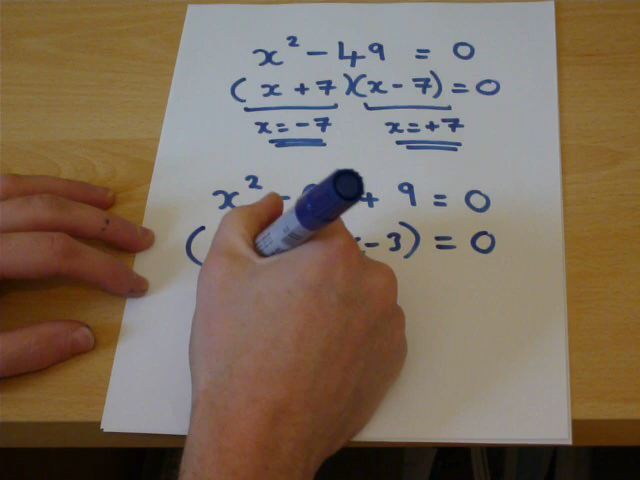 x² - 49 = 0
(x + 7)(x - 7) = 0
x = -7 x = +7
x² - + 9 = 0
( - 3) = 0